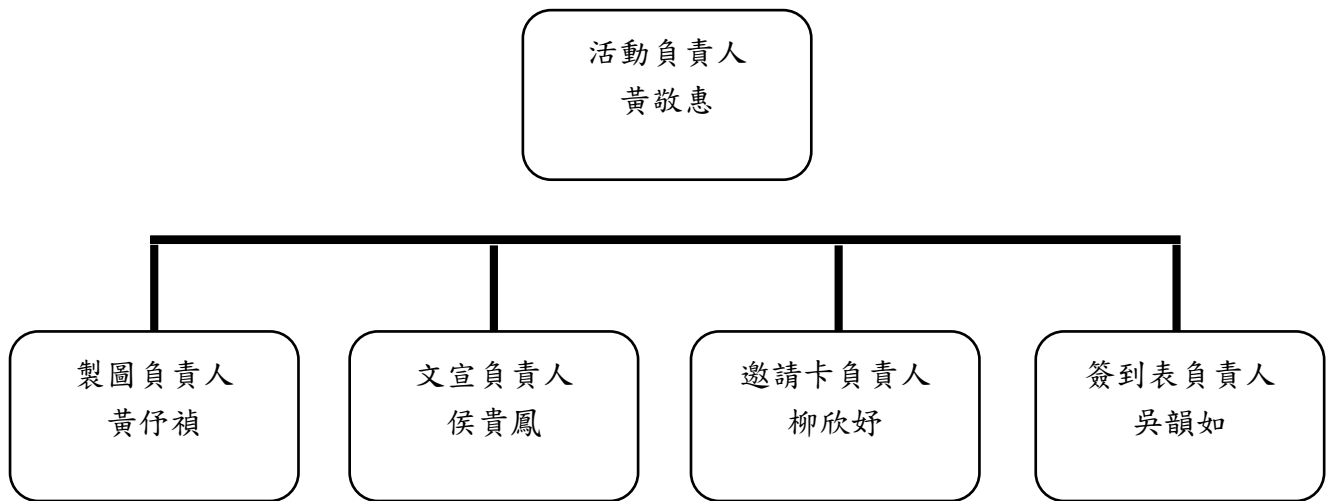 活動負責人
黃敬惠
製圖負責人
黃伃禎
文宣負責人
侯貴鳳
邀請卡負責人
柳欣妤
簽到表負責人
吳韻如